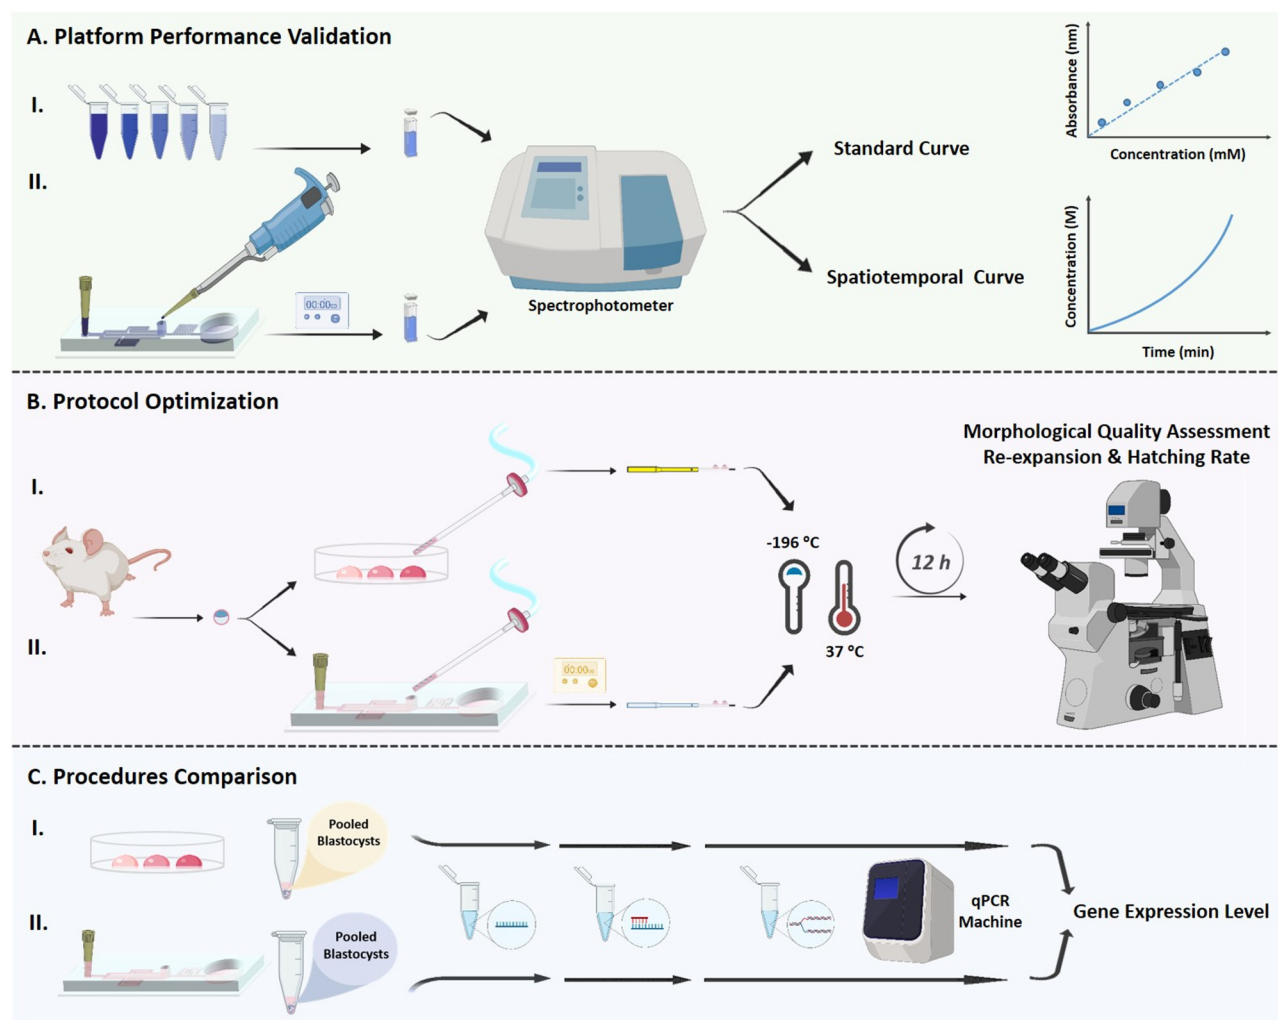 A. Platform Performance Validation
I.
II.
00:00
Spectrophotometer
Standard Curve
Spatiotemporal Curve
Absorbance (nm)
Concentration (mM)
Concentration (M)
Time (min)
B. Protocol Optimization
I.
II.
00:00
-196 °C
37 °C
12 h
Morphological Quality Assessment
Re-expansion & Hatching Rate
C. Procedures Comparison
I.
Pooled
Blastocysts
II.
Pooled
Blastocysts
qPCR
Machine
Gene Expression Level